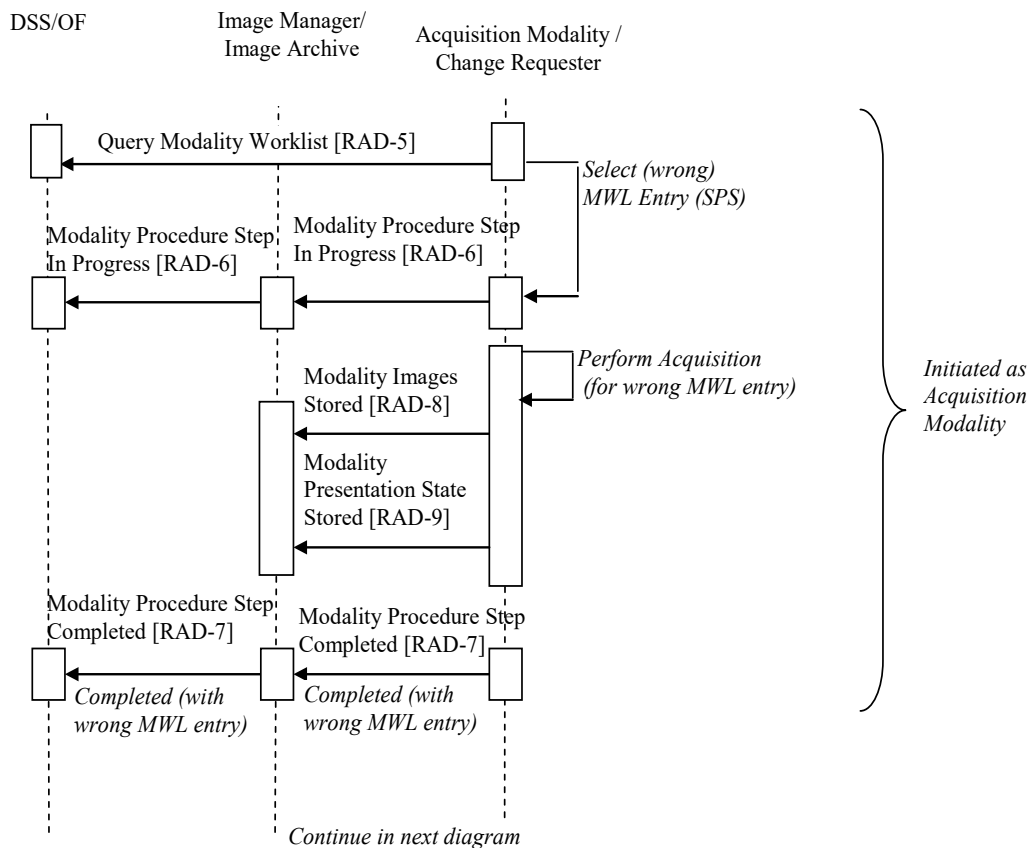 DSS/OF
Image Manager/
Image Archive
Acquisition Modality /
Change Requester
Query Modality Worklist [RAD-5]
Select (wrong)
MWL Entry (SPS)
Modality Procedure Step
In Progress [RAD-6]
Modality Procedure Step
In Progress [RAD-6]
Perform Acquisition
(for wrong MWL entry)
Initiated as
Acquisition
Modality
Modality Images
Stored [RAD-8]
Modality
Presentation State
Stored [RAD-9]
Modality Procedure Step
Completed [RAD-7]
Modality Procedure Step
Completed [RAD-7]
Completed (with
wrong MWL entry)
Completed (with
wrong MWL entry)
Continue in next diagram